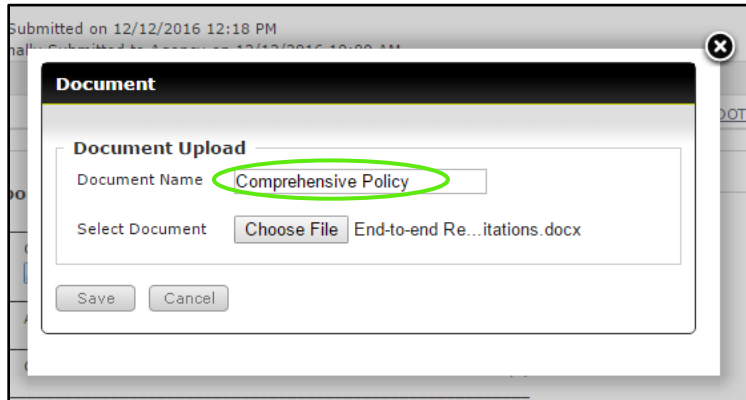 Submitted on 12/12/2016 12:18 PM
Document
Document Upload
Document Name Comprehensive Policy
Select Document Choose File End-to-end Re...itations.docx
Save Cancel